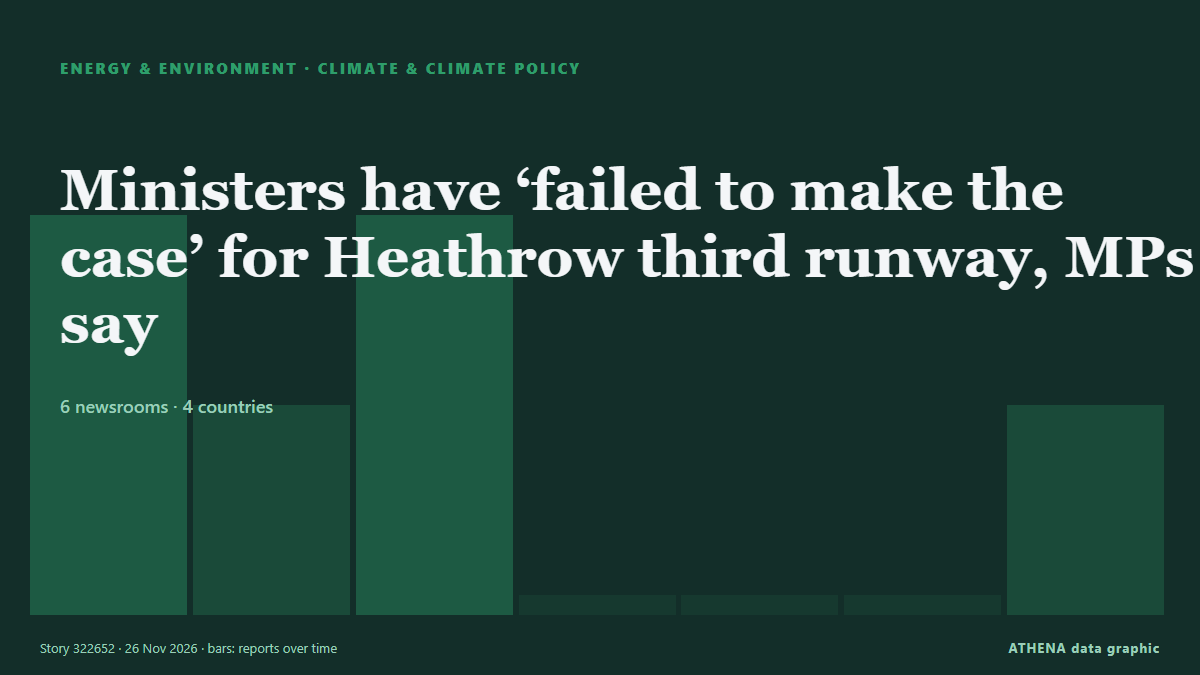 ENERGY & ENVIRONMENT · CLIMATE & CLIMATE POLICY
Ministers have ‘failed to make the
case’ for Heathrow third runway, MPs
say
6 newsrooms · 4 countries
Story 322652 · 26 Nov 2026 · bars: reports over time
ATHENA data graphic